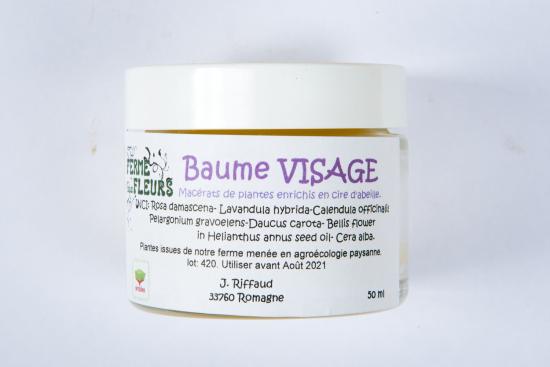 FERME
FLEURS
Baume VISAGE
Macérats de plantes enrichis en cire d'abeille.
INCI: Rosa damascena- Lavandula hybrida-Calendula officinalis
Pelargonium graveolens-Daucus carota- Bellis flower
in Helianthus annus seed oil- Cera alba.
Plantes issues de notre ferme menée en agroécologie paysanne.
lot: 420. Utiliser avant Août 2021
J. Riffaud
33760 Romagne
50 ml